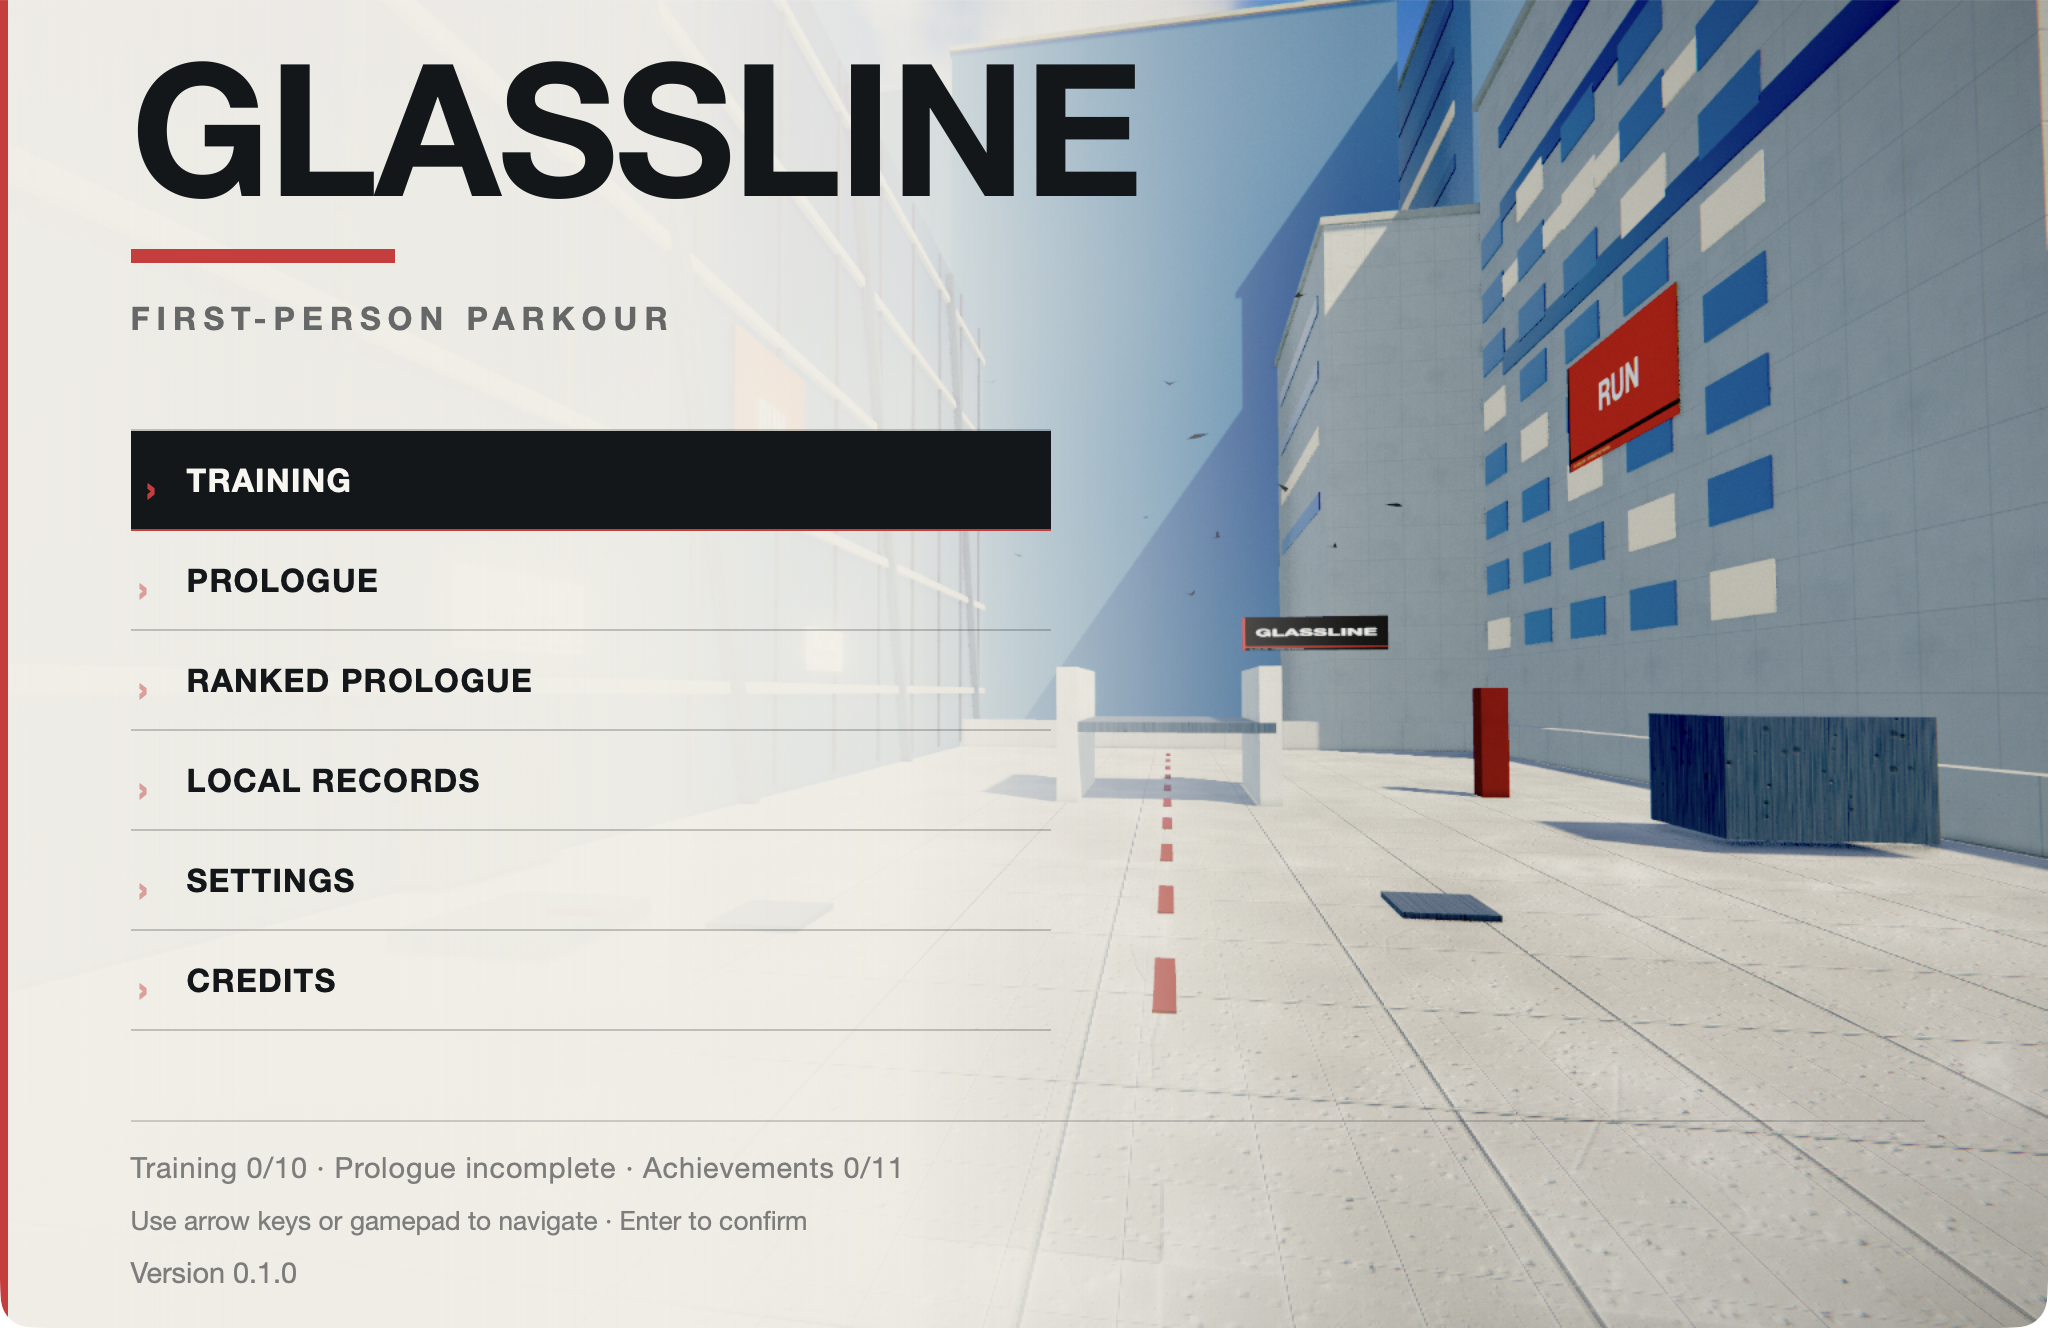 GLASSLINE
FIRST-PERSON PARKOUR
› TRAINING
› PROLOGUE
› RANKED PROLOGUE
› LOCAL RECORDS
› SETTINGS
› CREDITS
RUN
GLASSLINE
Training 0/10 · Prologue incomplete · Achievements 0/11
Use arrow keys or gamepad to navigate · Enter to confirm
Version 0.1.0